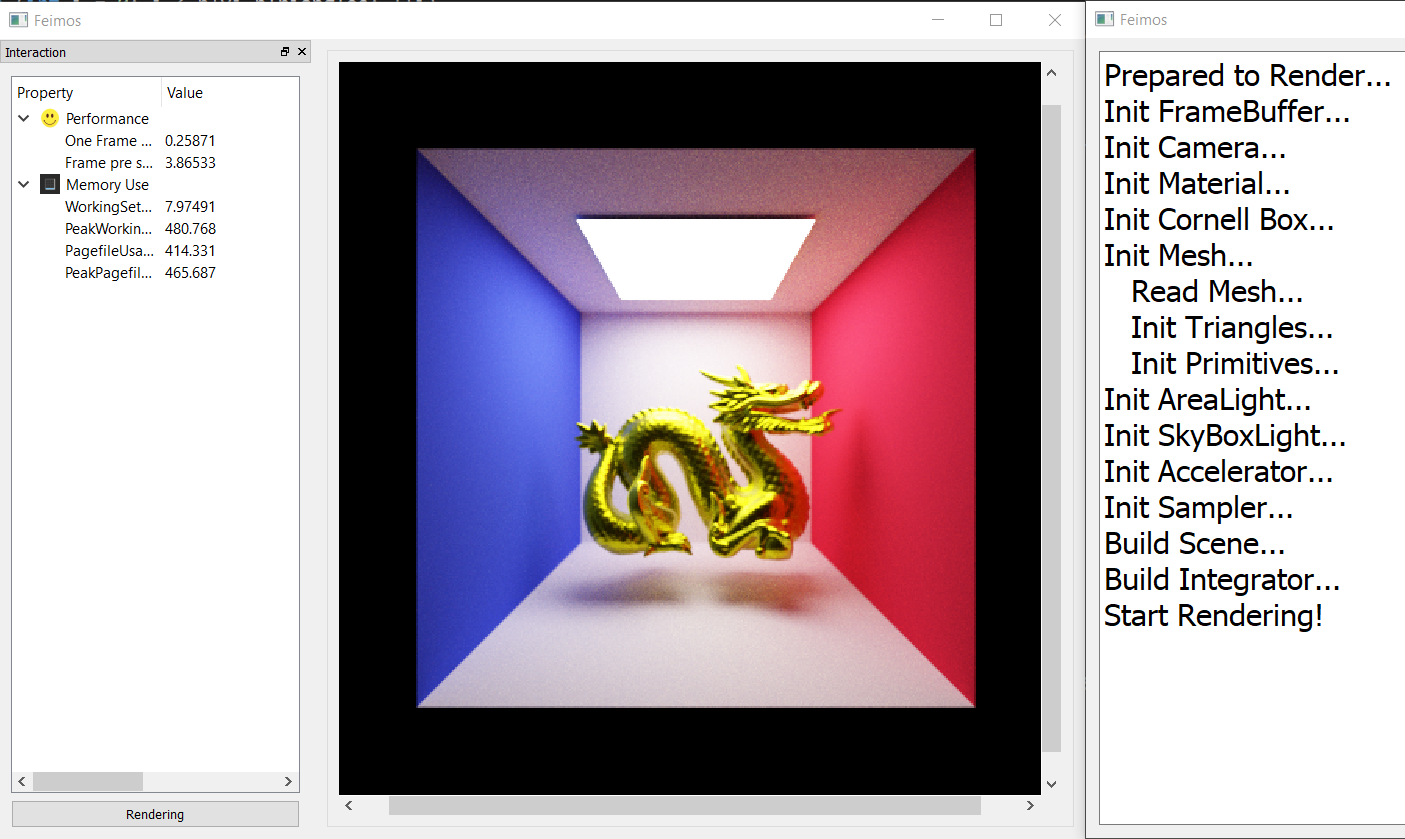 Feimos
Interaction
Property Value
Performance
One Frame ... 0.25871
Frame pre s... 3.86533
Memory Use
WorkingSet... 7.97491
PeakWorkin... 480.768
PagefileUsa... 414.331
PeakPagefil... 465.687
Rendering
Feimos
Prepared to Render...
Init FrameBuffer...
Init Camera...
Init Material...
Init Cornell Box...
Init Mesh...
Read Mesh...
Init Triangles...
Init Primitives...
Init AreaLight...
Init SkyBoxLight...
Init Accelerator...
Init Sampler...
Build Scene...
Build Integrator...
Start Rendering!